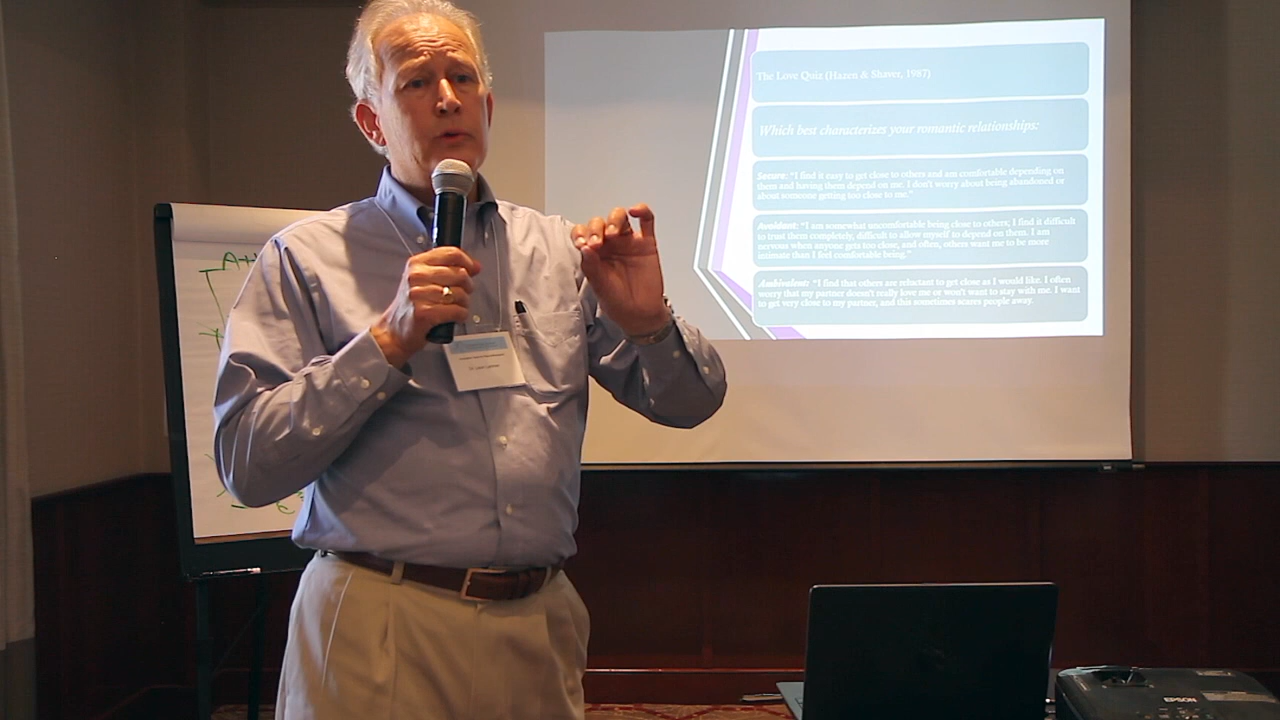 The Love Quiz (Hazen & Shaver, 1987)
Which best characterizes your romantic relationships:
Secure: "I find it easy to get close to others and am comfortable depending on
them and having them depend on me. I don't worry about being abandoned or
about someone getting too close to me."
Avoidant: "I am somewhat uncomfortable being close to others; I find it difficult
to trust them completely, difficult to allow myself to depend on them. I am
nervous when anyone gets too close, and often, others want me to be more
intimate than I feel comfortable being."
Ambivalent: "I find that others are reluctant to get close as I would like. I often
worry that my partner doesn't really love me or won't want to stay with me. I want
to get very close to my partner, and this sometimes scares people away.
EPSON